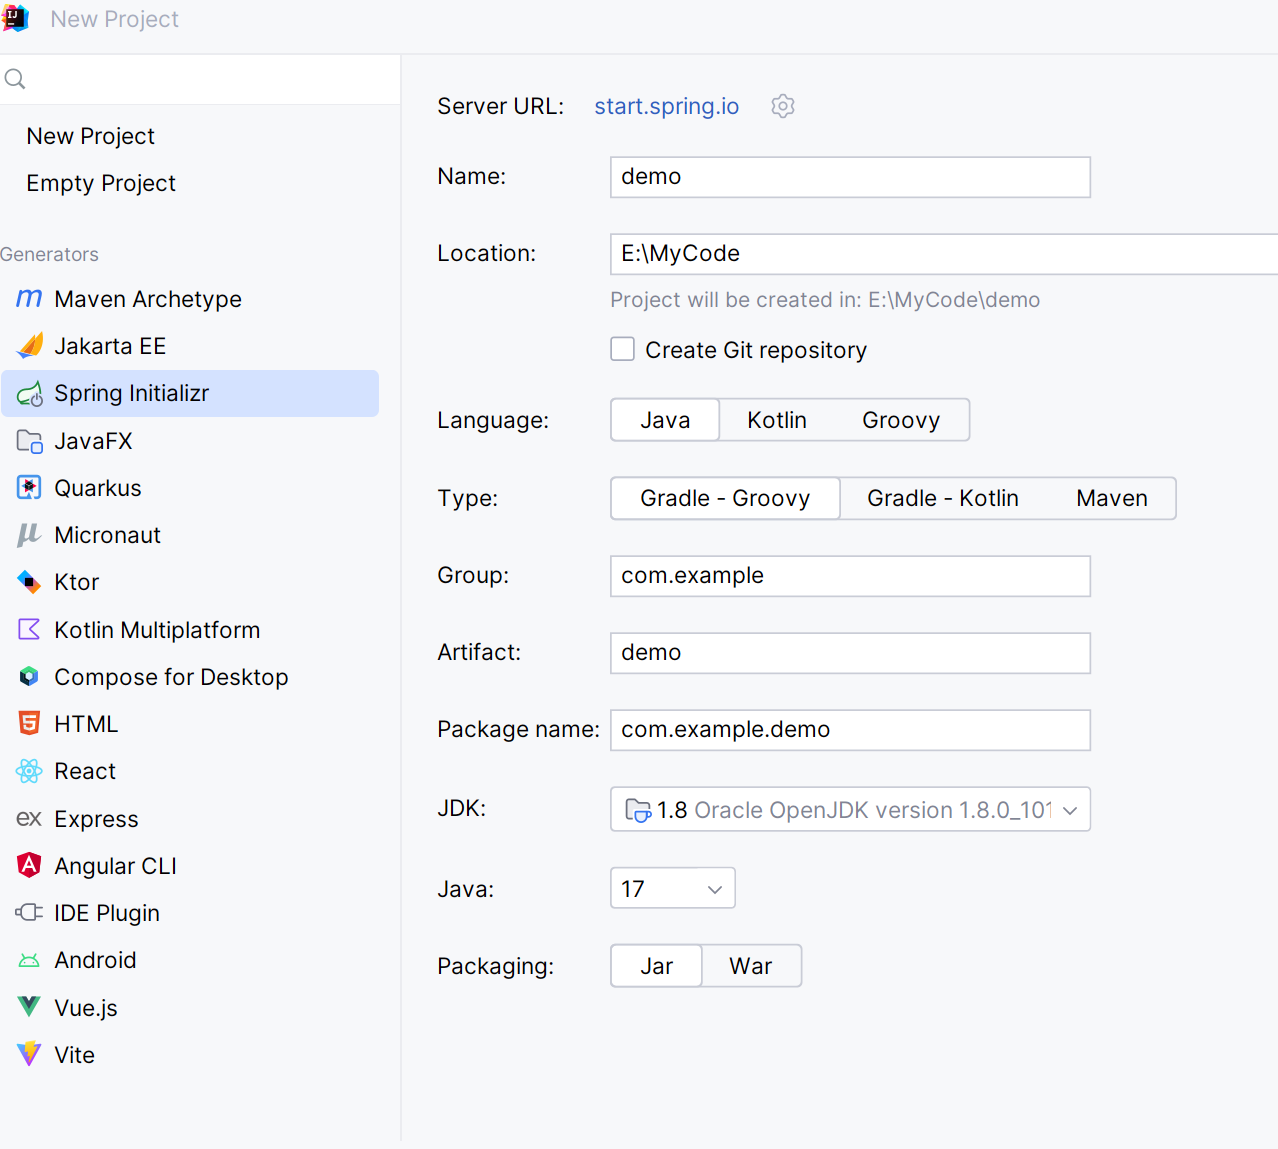 New Project
New Project
Empty Project
Generators
Maven Archetype
Jakarta EE
Spring Initializr
JavaFX
Quarkus
Micronaut
Ktor
Kotlin Multiplatform
Compose for Desktop
HTML
React
ex Express
Angular CLI
IDE Plugin
Android
Vue.js
Vite
Server URL: start.spring.io
Name: demo
Location: E:\MyCode
Project will be created in: E:\MyCode\demo
Create Git repository
Language: Java Kotlin Groovy
Type: Gradle - Groovy Gradle - Kotlin Maven
Group: com.example
Artifact: demo
Package name: com.example.demo
JDK: 1.8 Oracle OpenJDK version 1.8.0_101
Java: 17
Packaging: Jar War